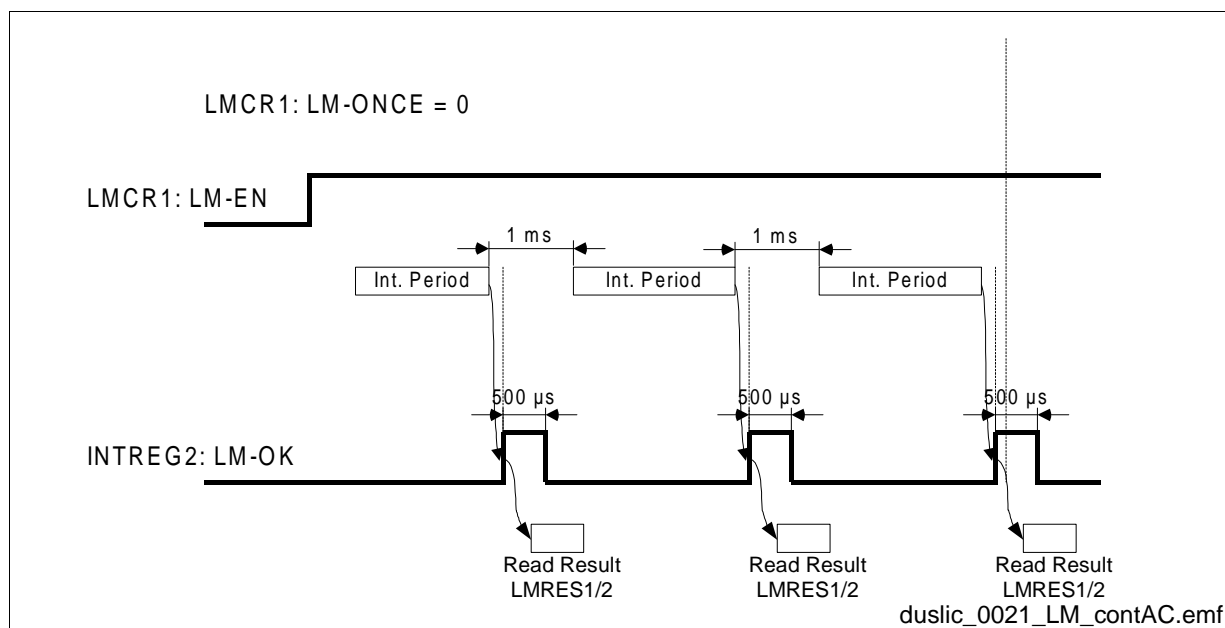 LMCR1: LM-ONCE = 0
LMCR1: LM-EN
1 ms
1 ms
Int. Period
Int. Period
Int. Period
500 µs
500 µs
500 µs
INTREG2: LM-OK
Read Result
LMRES1/2
Read Result
LMRES1/2
Read Result
LMRES1/2
duslic_0021_LM_contAC.emf